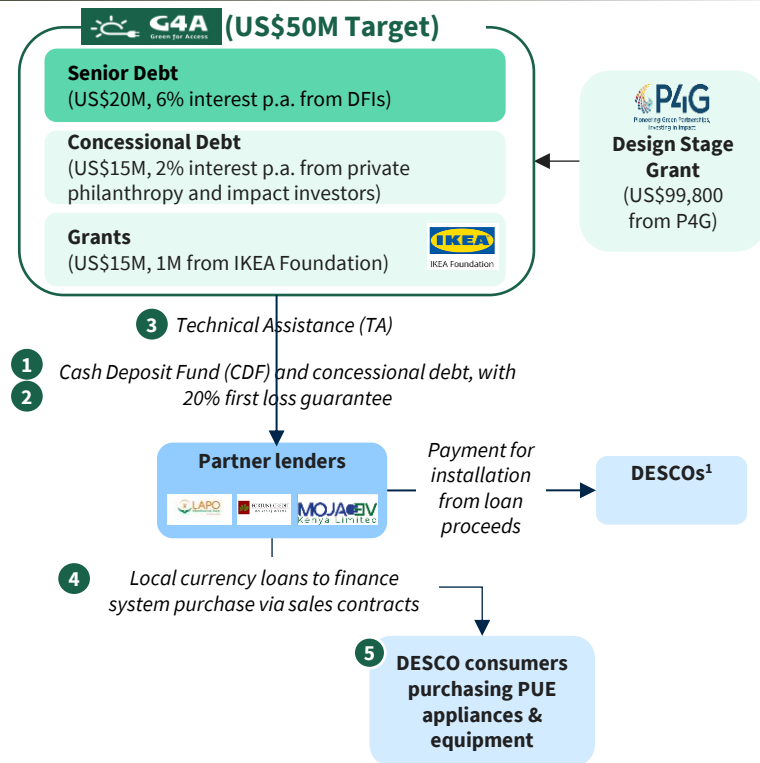 G4A (US$50M Target)
Green for Access
Senior Debt
(US$20M, 6% interest p.a. from DFIs)
Concessional Debt
(US$15M, 2% interest p.a. from private
philanthropy and impact investors)
Grants
(US$15M, 1M from IKEA Foundation)
IKEA
IKEA Foundation
P4G
Pioneering Green Partnerships,
Investing in Impact
Design Stage
Grant
(US$99,800
from P4G)
3 Technical Assistance (TA)
1
2
Cash Deposit Fund (CDF) and concessional debt, with
20% first loss guarantee
Partner lenders
LAPO
FORTUNE CREDIT
MOJA EV
Kenya Limited
Payment for
installation
from loan
proceeds
DESCOs¹
4 Local currency loans to finance
system purchase via sales contracts
5 DESCO consumers
purchasing PUE
appliances &
equipment